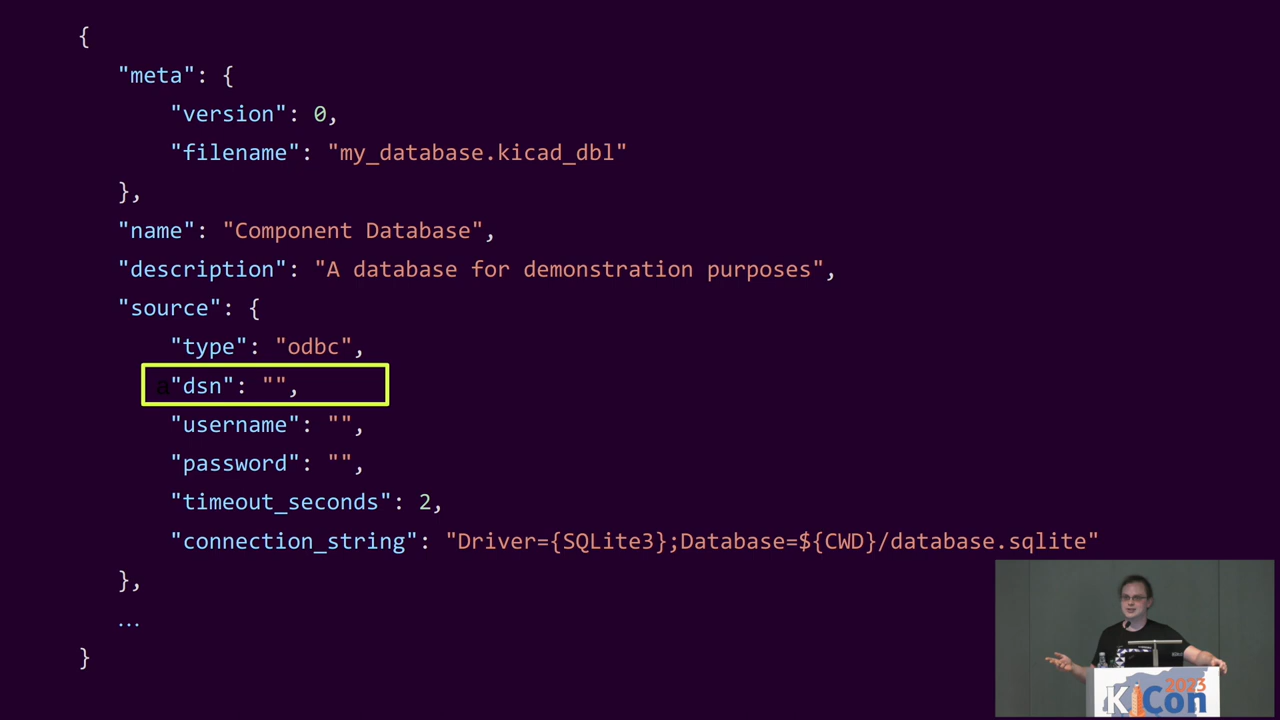 {
"meta": {
"version": 0,
"filename": "my_database.kicad_dbl"
},
"name": "Component Database",
"description": "A database for demonstration purposes",
"source": {
"type": "odbc",
a"dsn": "",
"username": "",
"password": "",
"timeout_seconds": 2,
"connection_string": "Driver={SQLite3};Database=${CWD}/database.sqlite"
},
...
}
2023
KiCon